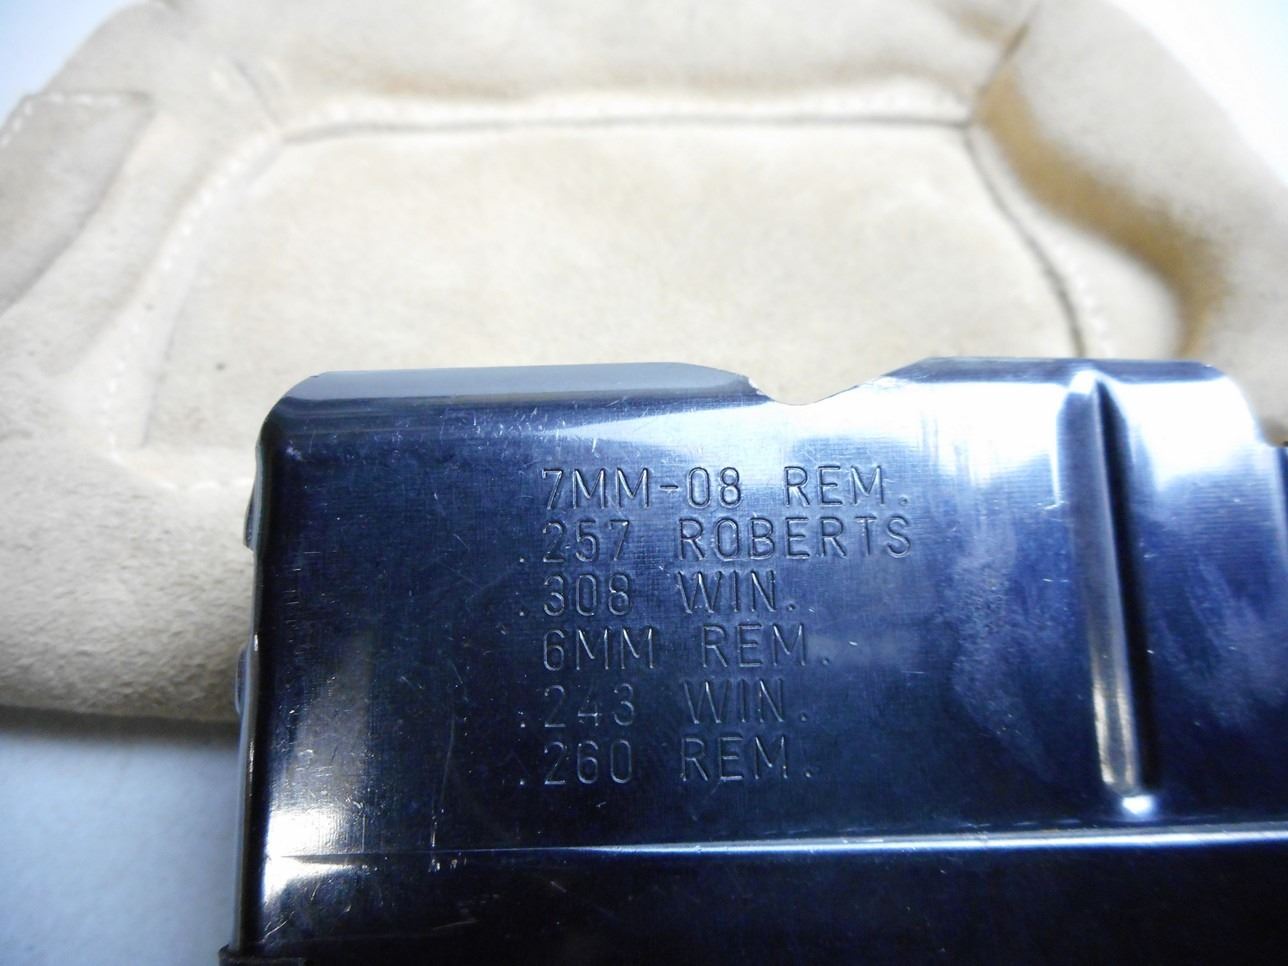 7MM-08 REM.
.257 ROBERTS
.308 WIN.
6MM REM.
.243 WIN.
.260 REM.